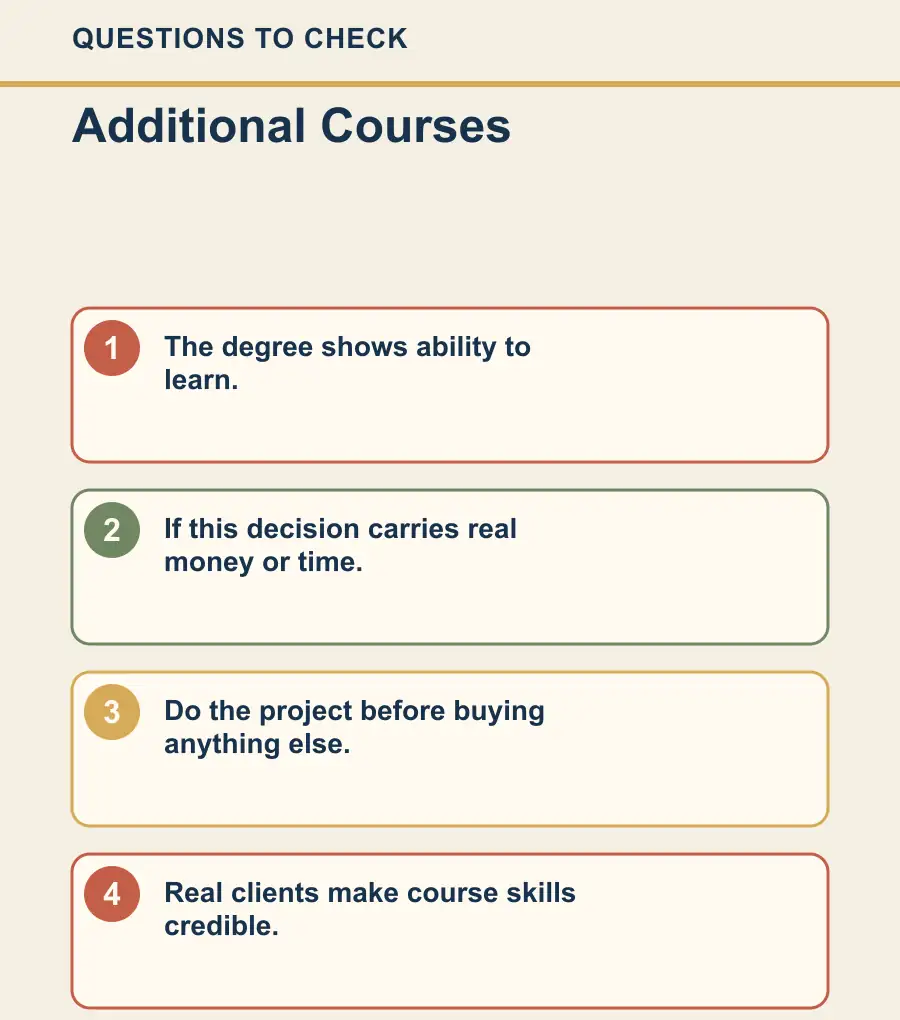 QUESTIONS TO CHECK
Additional Courses
1
The degree shows ability to
learn.
2
If this decision carries real
money or time.
3
Do the project before buying
anything else.
4
Real clients make course skills
credible.